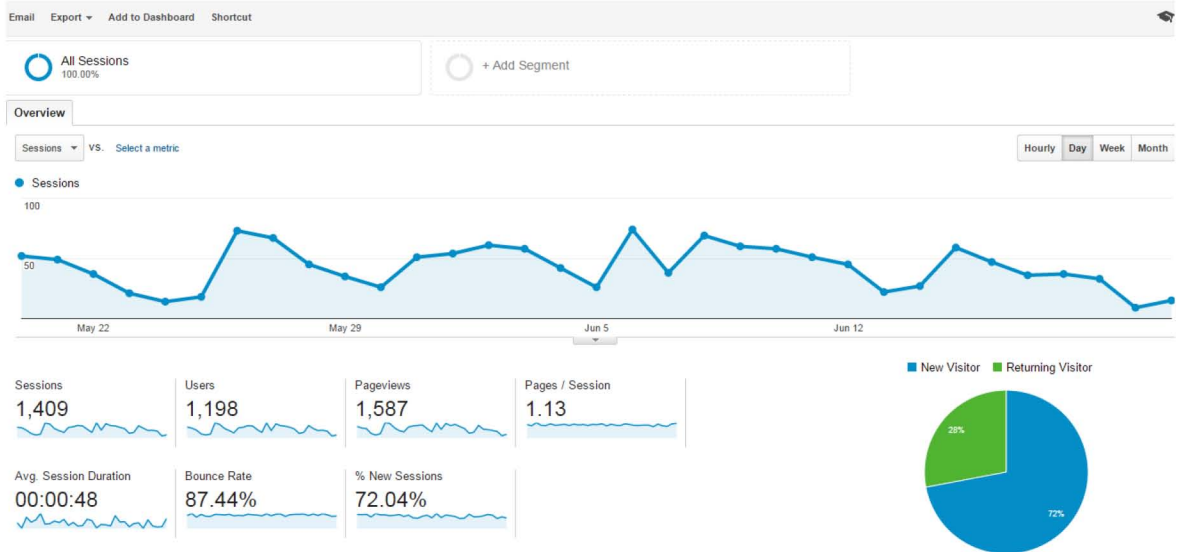 Email Export Add to Dashboard Shortcut
All Sessions
100.00%
+ Add Segment
Overview
Sessions VS. Select a metric
Hourly Day Week Month
Sessions
100
50
May 22 May 29 Jun 5 Jun 12
New Visitor Returning Visitor
Sessions Users Pageviews Pages / Session
1,409 1,198 1,587 1.13
28%
Avg. Session Duration Bounce Rate % New Sessions
00:00:48 87.44% 72.04%
72%